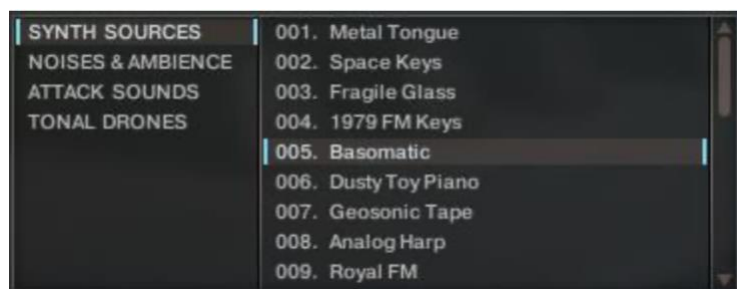 SYNTH SOURCES
NOISES & AMBIENCE
ATTACK SOUNDS
TONAL DRONES
001. Metal Tongue
002. Space Keys
003. Fragile Glass
004. 1979 FM Keys
005. Basomatic
006. Dusty Toy Piano
007. Geosonic Tape
008. Analog Harp
009. Royal FM